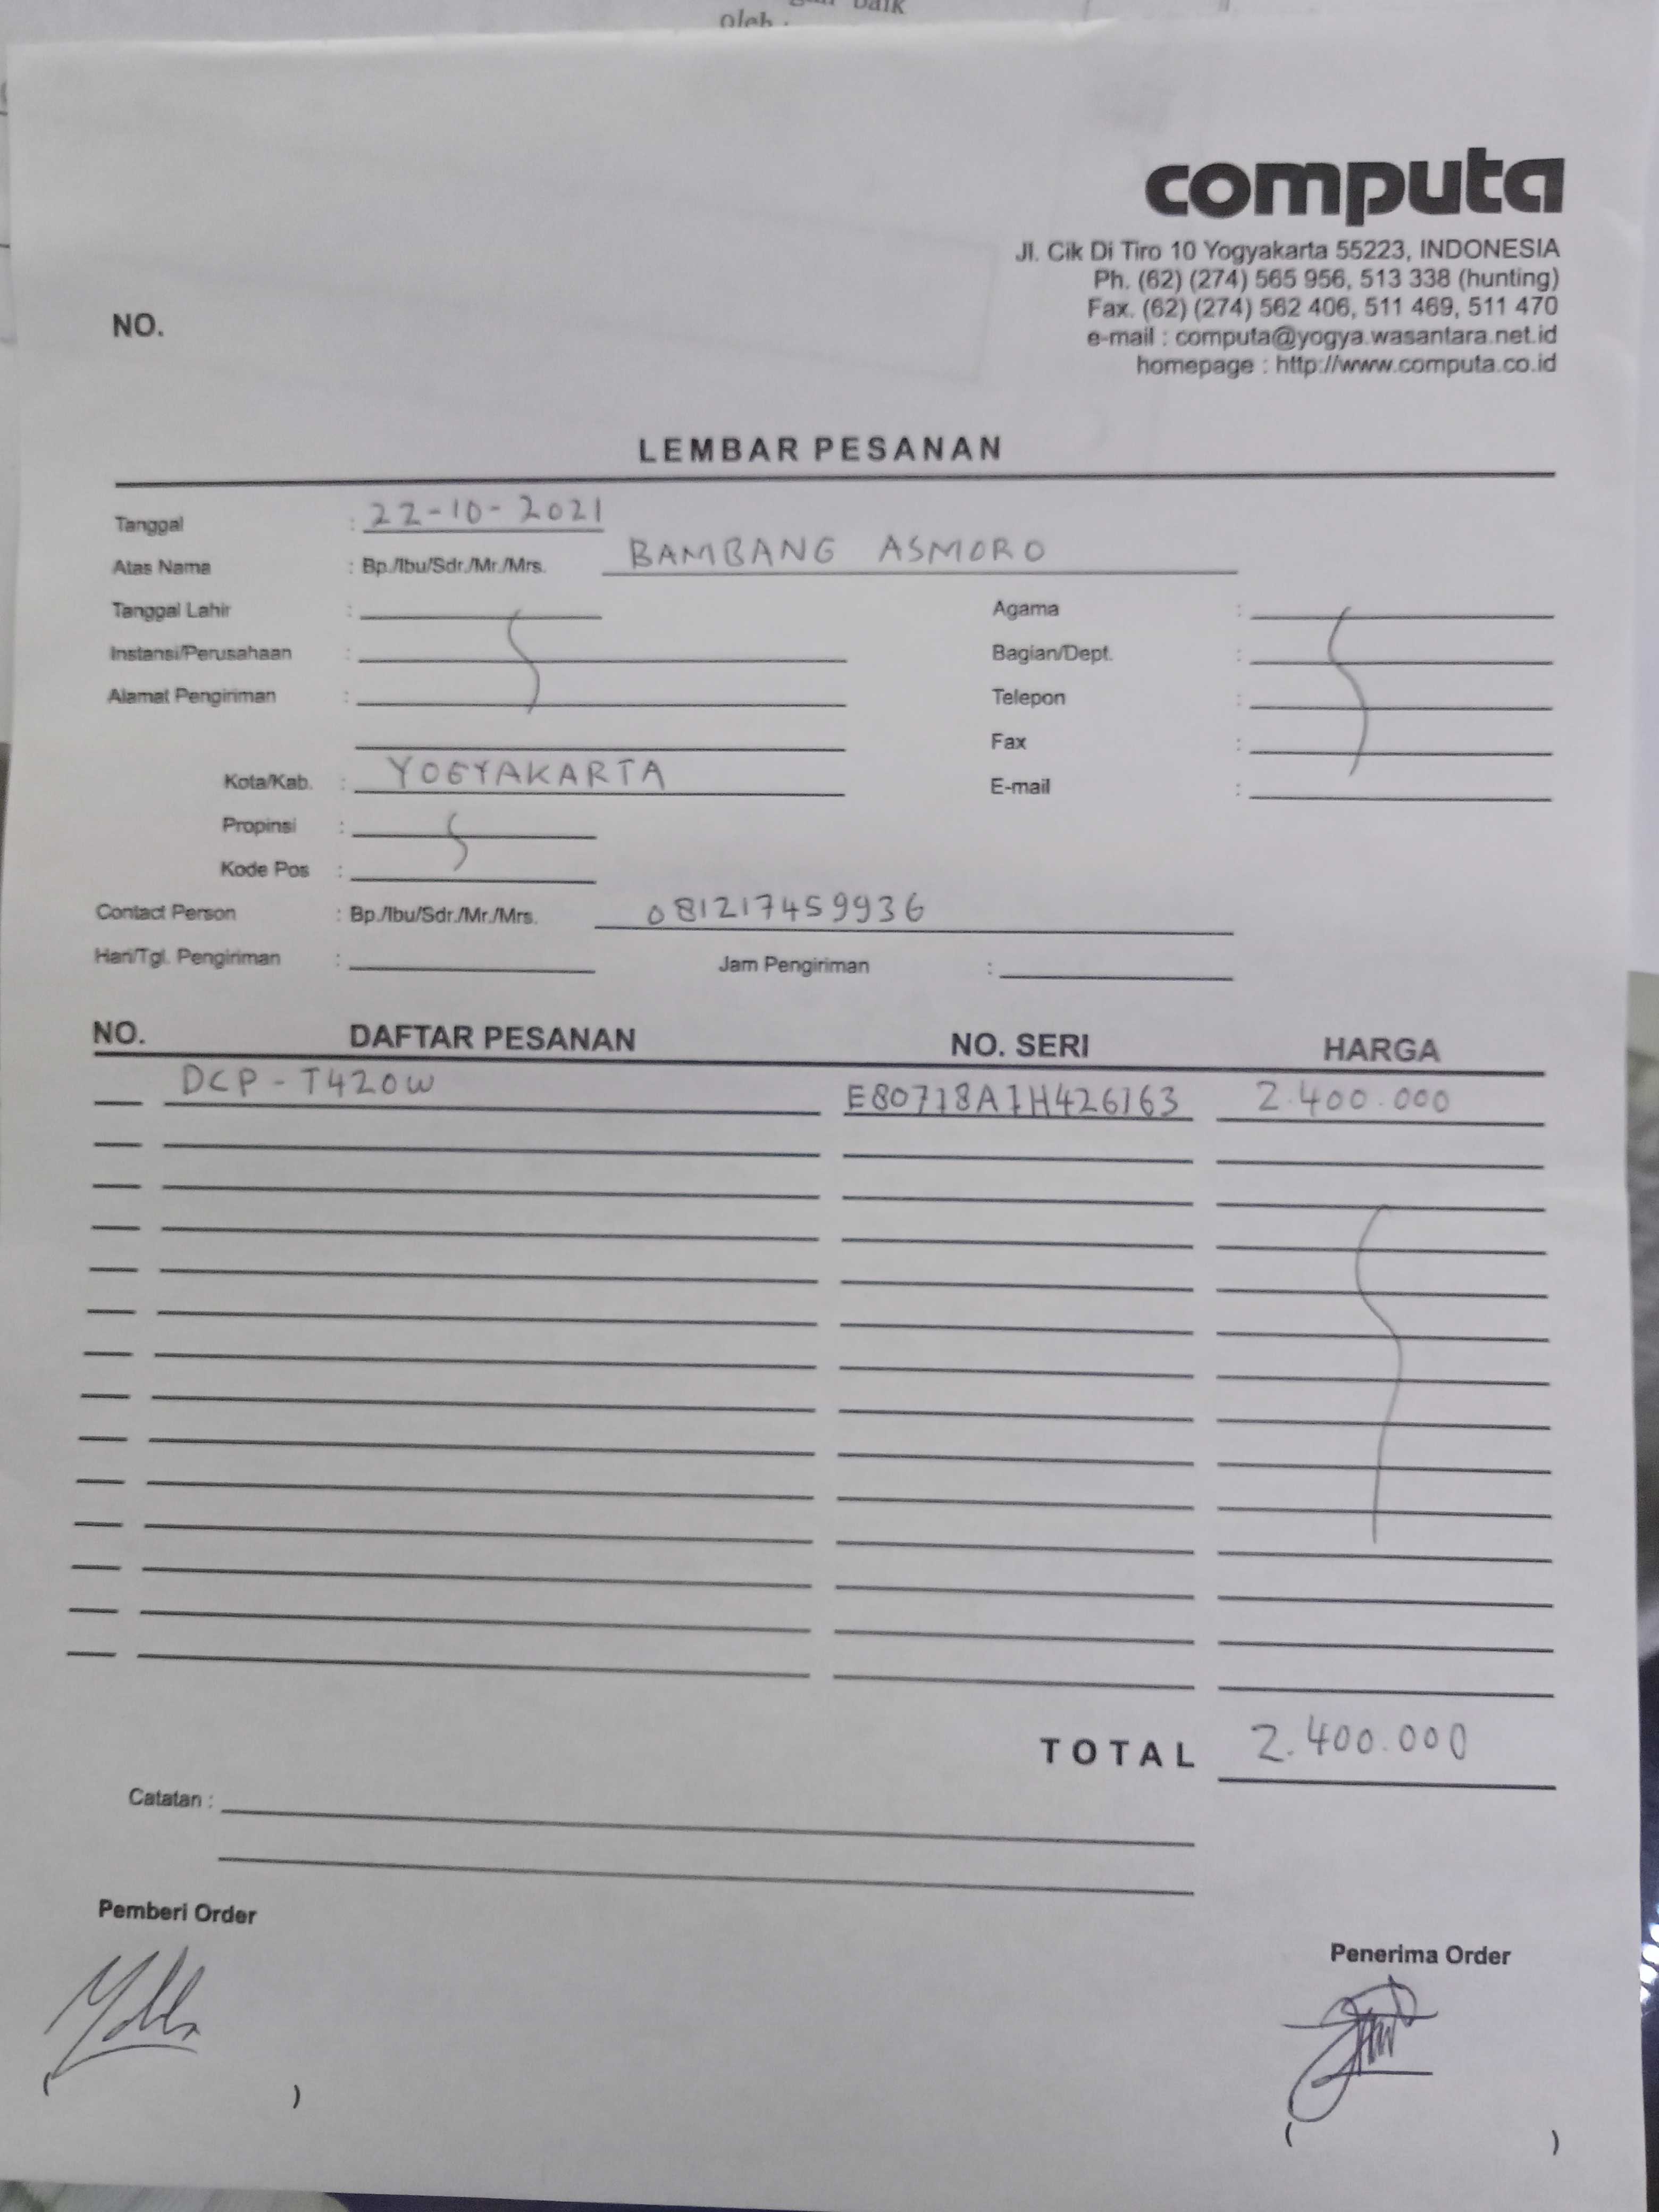 oleh :
baik
computa
Jl. Cik Di Tiro 10 Yogyakarta 55223, INDONESIA
Ph. (62) (274) 565 956, 513 338 (hunting)
Fax. (62) (274) 562 406, 511 469, 511 470
e-mail : computa@yogya.wasantara.net.id
homepage : http://www.computa.co.id
NO.
LEMBAR PESANAN
Tanggal : 22-10-2021
Atas Nama : Bp./Ibu/Sdr./Mr./Mrs. BAMBANG ASMORO
Tanggal Lahir : Agama :
Instansi/Perusahaan : Bagian/Dept. :
Alamat Pengiriman : Telepon :
Fax :
Kota/Kab. : YOGYAKARTA E-mail :
Propinsi :
Kode Pos :
Contact Person : Bp./Ibu/Sdr./Mr./Mrs. 081217459936
Hari/Tgl. Pengiriman : Jam Pengiriman :
NO. DAFTAR PESANAN NO. SERI HARGA
DCP - T420W E80718A1H426163 2.400.000
TOTAL 2.400.000
Catatan :
Pemberi Order Penerima Order
( ) ( )